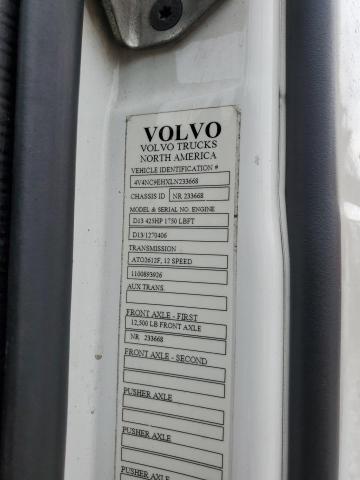 VOLVO
VOLVO TRUCKS
NORTH AMERICA
VEHICLE IDENTIFICATION #
4V4NC9EHXLN233668
CHASSIS ID NR 233668
MODEL & SERIAL NO. ENGINE
D13 425HP 1750 LBFT
D13/1270406
TRANSMISSION
ATO2612F, 12 SPEED
1100893926
AUX TRANS.
FRONT AXLE - FIRST
12,500 LB FRONT AXLE
NR 233668
FRONT AXLE - SECOND
PUSHER AXLE
PUSHER AXLE
PUSHER AXLE